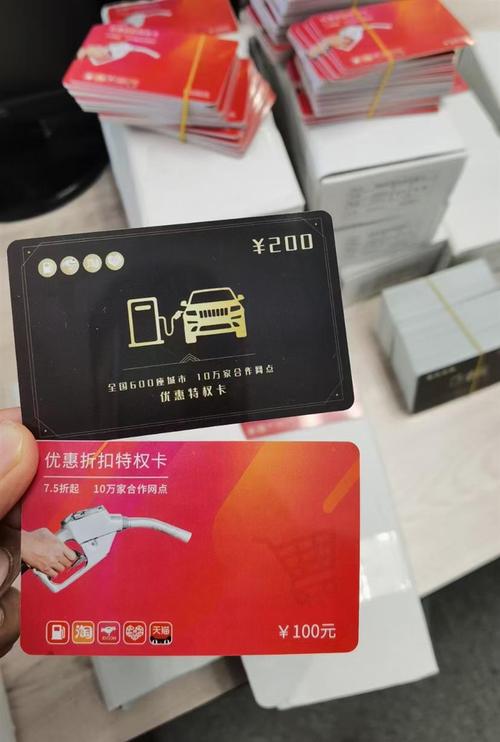 ¥200
全国600座城市 10万家合作网点
优惠特权卡
优惠折扣特权卡
7.5折起 10万家合作网点
淘
天猫
¥100元